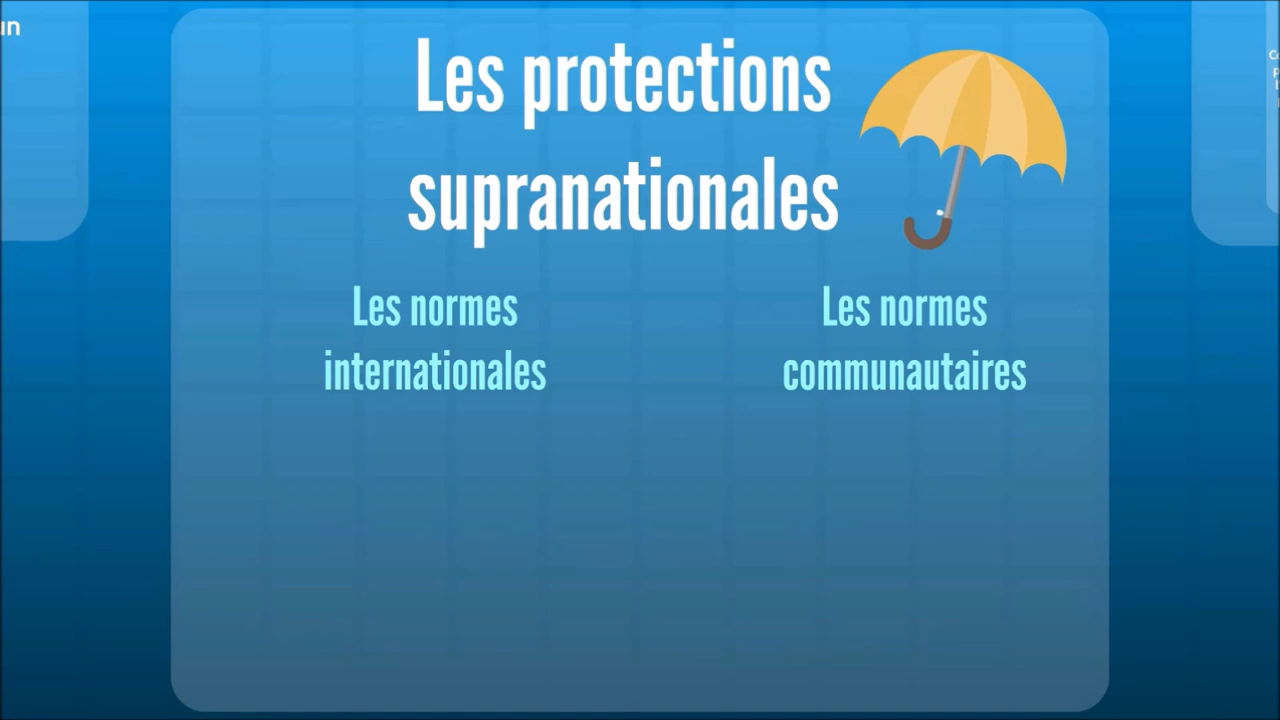 Les protections
supranationales
Les normes
internationales
Les normes
communautaires